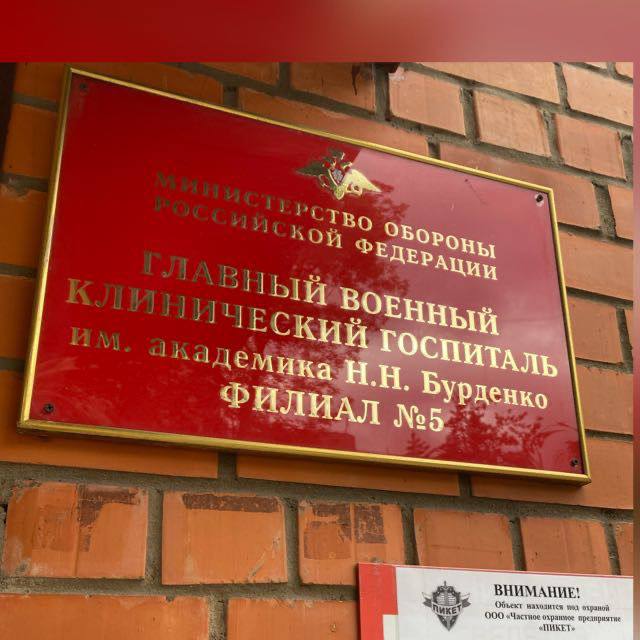 МИНИСТЕРСТВО ОБОРОНЫ
РОССИЙСКОЙ ФЕДЕРАЦИИ
ГЛАВНЫЙ ВОЕННЫЙ
КЛИНИЧЕСКИЙ ГОСПИТАЛЬ
им. академика Н.Н. Бурденко
ФИЛИАЛ №5
ПИКЕТ
ВНИМАНИЕ!
Объект находится под охраной
ООО "Частное охранное предприятие
"ПИКЕТ"